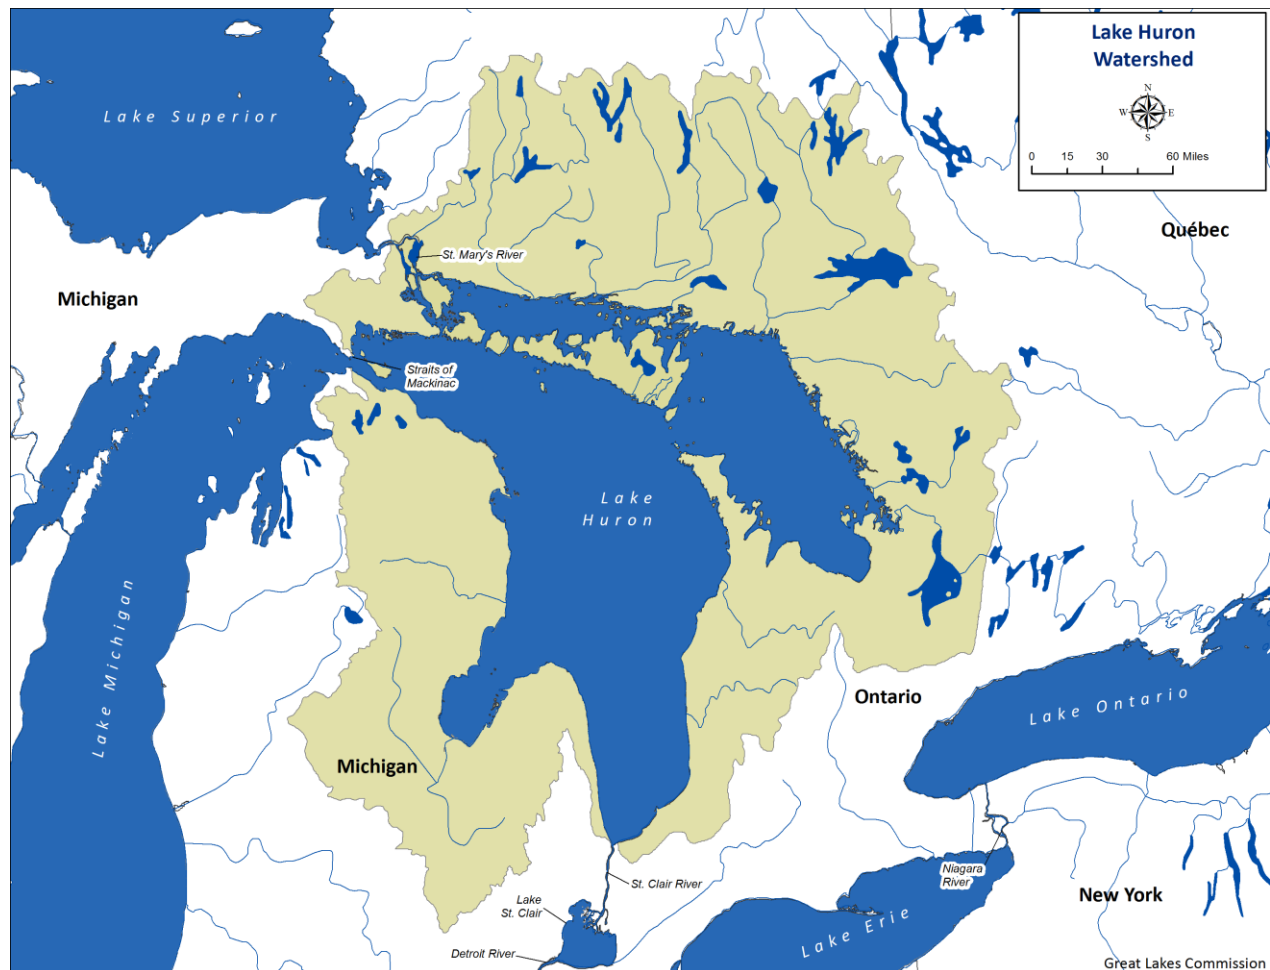 Lake Huron
Watershed
N
W E
S
0 15 30 60 Miles
Lake Superior
Québec
St. Mary's River
Michigan
Straits of
Mackinac
Lake
Huron
Lake Michigan
Ontario
Lake Ontario
Michigan
Niagara
River
St. Clair River
New York
Lake
St. Clair
Lake Erie
Detroit River
Great Lakes Commission